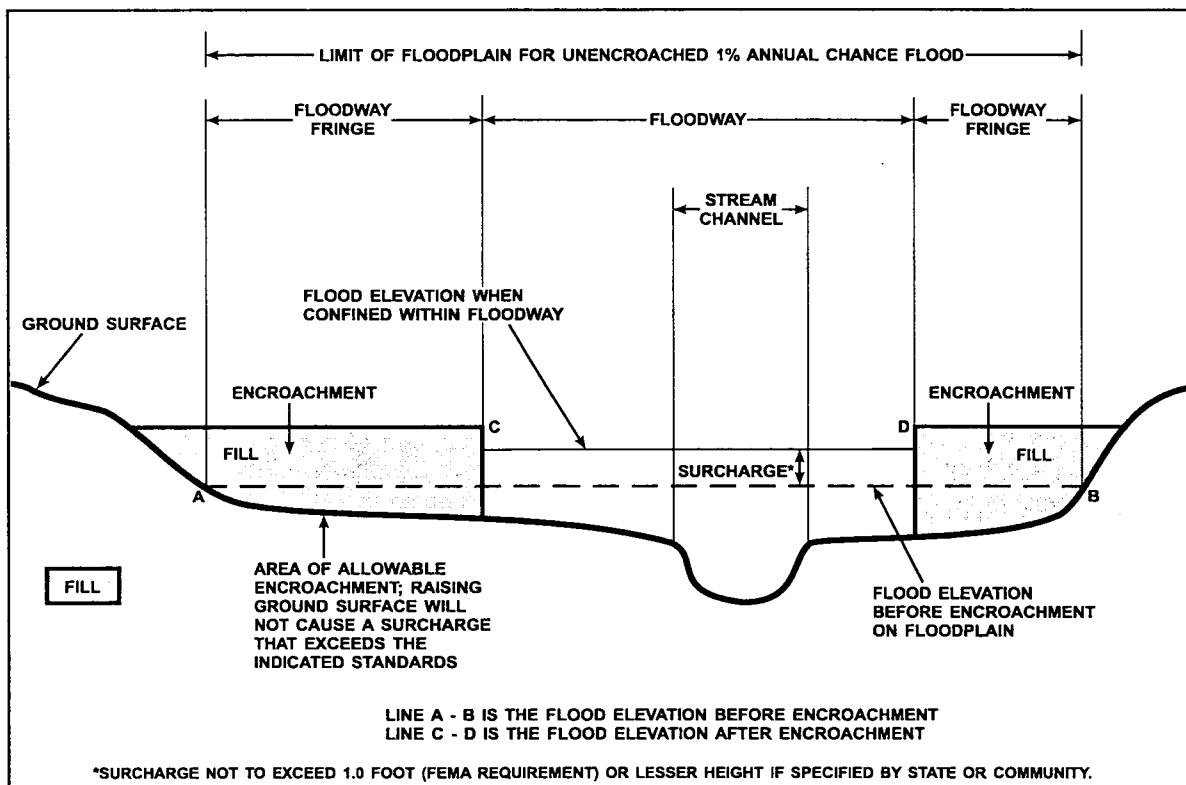 LIMIT OF FLOODPLAIN FOR UNENCROACHED 1% ANNUAL CHANCE FLOOD
FLOODWAY
FRINGE
FLOODWAY
FLOODWAY
FRINGE
STREAM
CHANNEL
FLOOD ELEVATION WHEN
CONFINED WITHIN FLOODWAY
GROUND SURFACE
ENCROACHMENT
ENCROACHMENT
C
D
FILL
FILL
SURCHARGE*
A
B
AREA OF ALLOWABLE
ENCROACHMENT; RAISING
GROUND SURFACE WILL
NOT CAUSE A SURCHARGE
THAT EXCEEDS THE
INDICATED STANDARDS
FILL
FLOOD ELEVATION
BEFORE ENCROACHMENT
ON FLOODPLAIN
LINE A - B IS THE FLOOD ELEVATION BEFORE ENCROACHMENT
LINE C - D IS THE FLOOD ELEVATION AFTER ENCROACHMENT
*SURCHARGE NOT TO EXCEED 1.0 FOOT (FEMA REQUIREMENT) OR LESSER HEIGHT IF SPECIFIED BY STATE OR COMMUNITY.